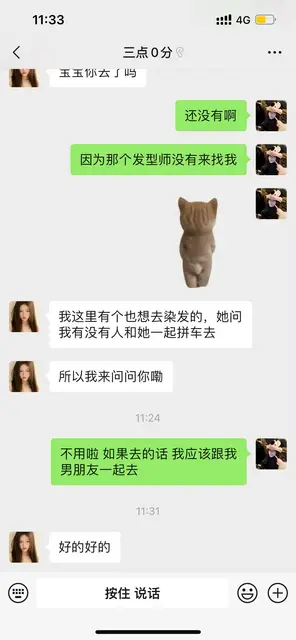 11:33
4G
三点0分
宝宝你去了吗
还没有啊
因为那个发型师没有来找我
我这里有个也想去染发的，她问
我有没有人和她一起拼车去
所以我来问问你嘞
11:24
不用啦 如果去的话 我应该跟我
男朋友一起去
11:31
好的好的
按住 说话